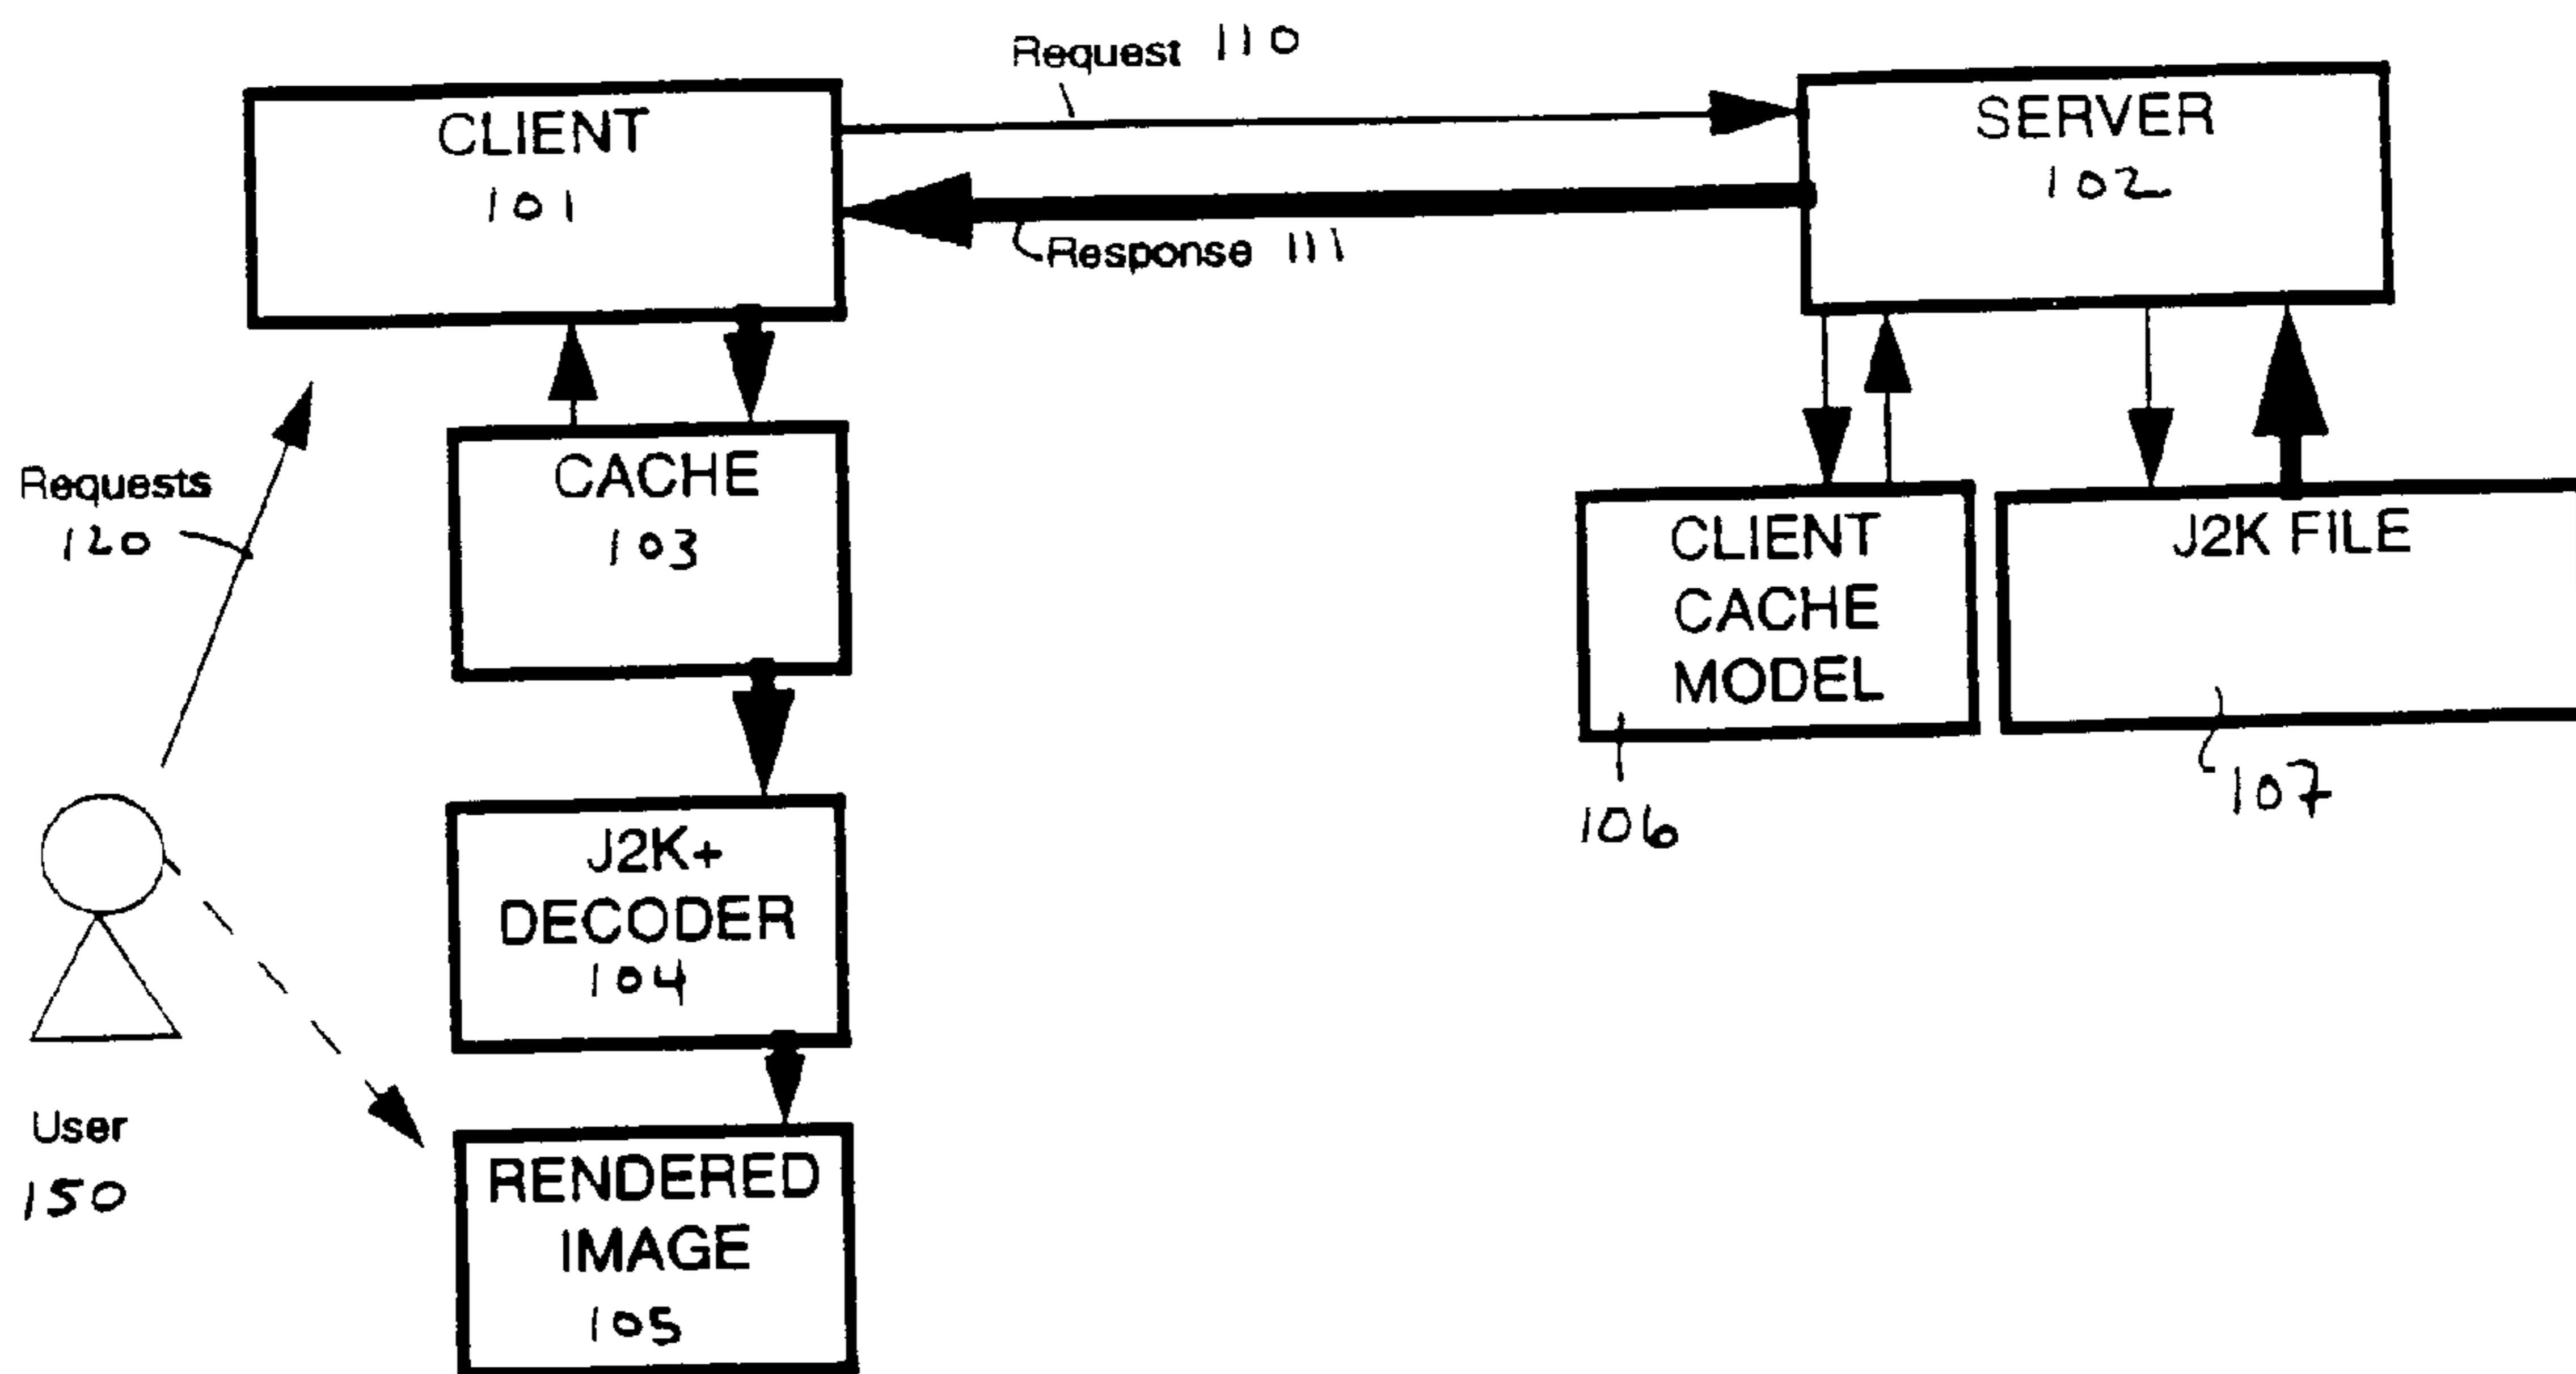 Request 110
CLIENT
101
SERVER
102
Response 111
Requests
120
CACHE
103
CLIENT
CACHE
MODEL
106
J2K FILE
107
J2K+
DECODER
104
User
150
RENDERED
IMAGE
105